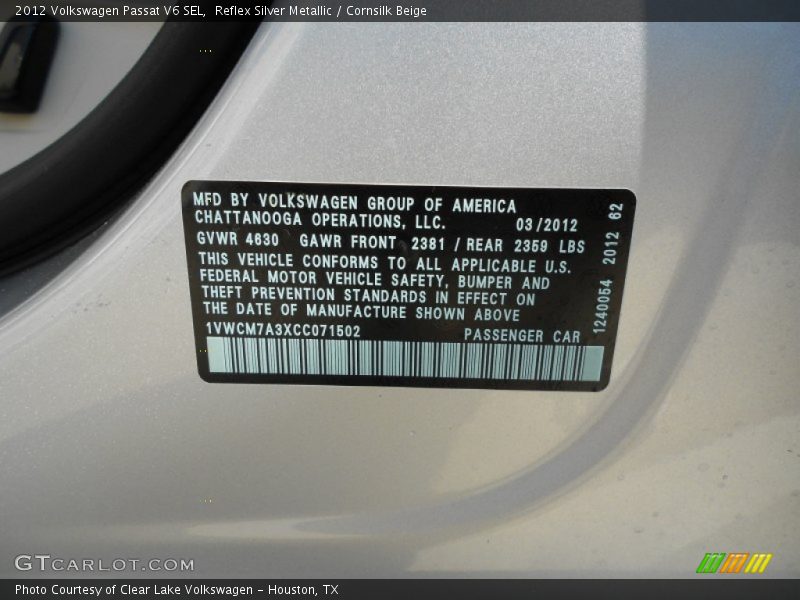 2012 Volkswagen Passat V6 SEL,  Reflex Silver Metallic / Cornsilk Beige
MFD BY VOLKSWAGEN GROUP OF AMERICA
CHATTANOOGA OPERATIONS, LLC. 03/2012
GVWR 4630 GAWR FRONT 2381 / REAR 2359 LBS
THIS VEHICLE CONFORMS TO ALL APPLICABLE U.S.
FEDERAL MOTOR VEHICLE SAFETY, BUMPER AND
THEFT PREVENTION STANDARDS IN EFFECT ON
THE DATE OF MANUFACTURE SHOWN ABOVE
1VWCM7A3XCC071502 PASSENGER CAR
1240054 2012 62
GTCARLOT.COM
Photo Courtesy of Clear Lake Volkswagen – Houston, TX